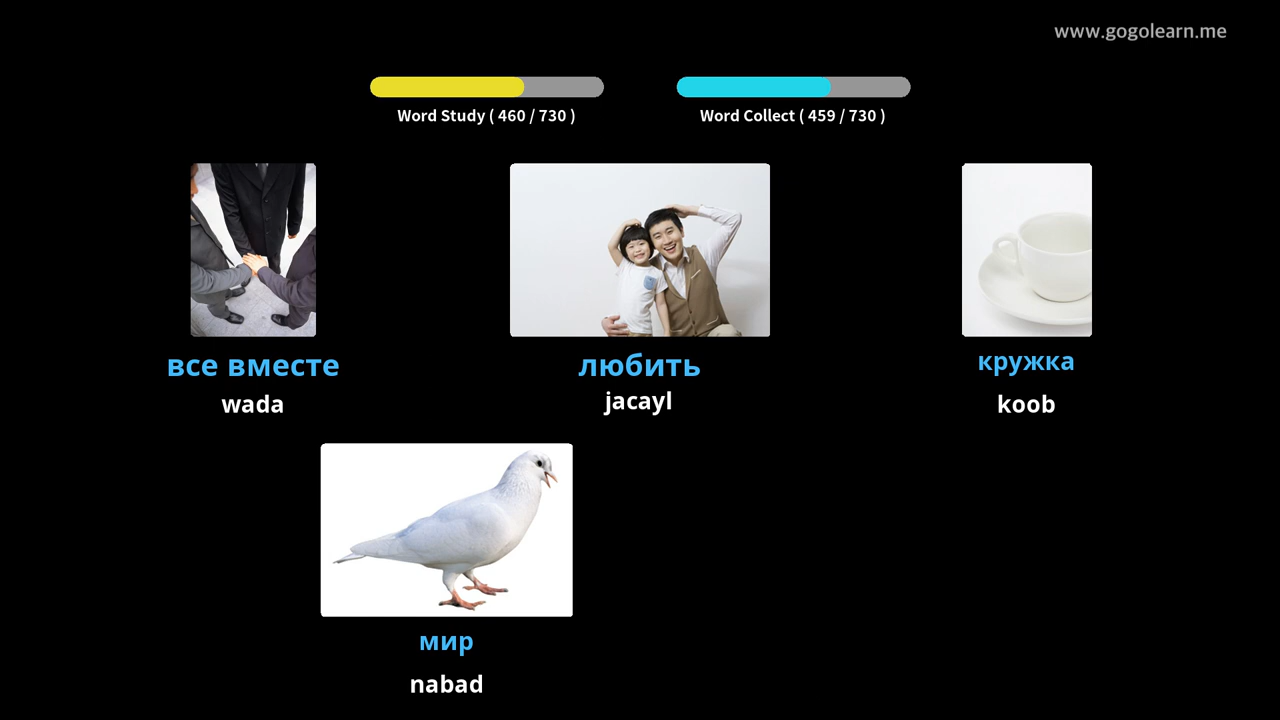 www.gogolearn.me
Word Study ( 460 / 730 )
Word Collect ( 459 / 730 )
все вместе
wada
любить
jacayl
кружка
koob
мир
nabad